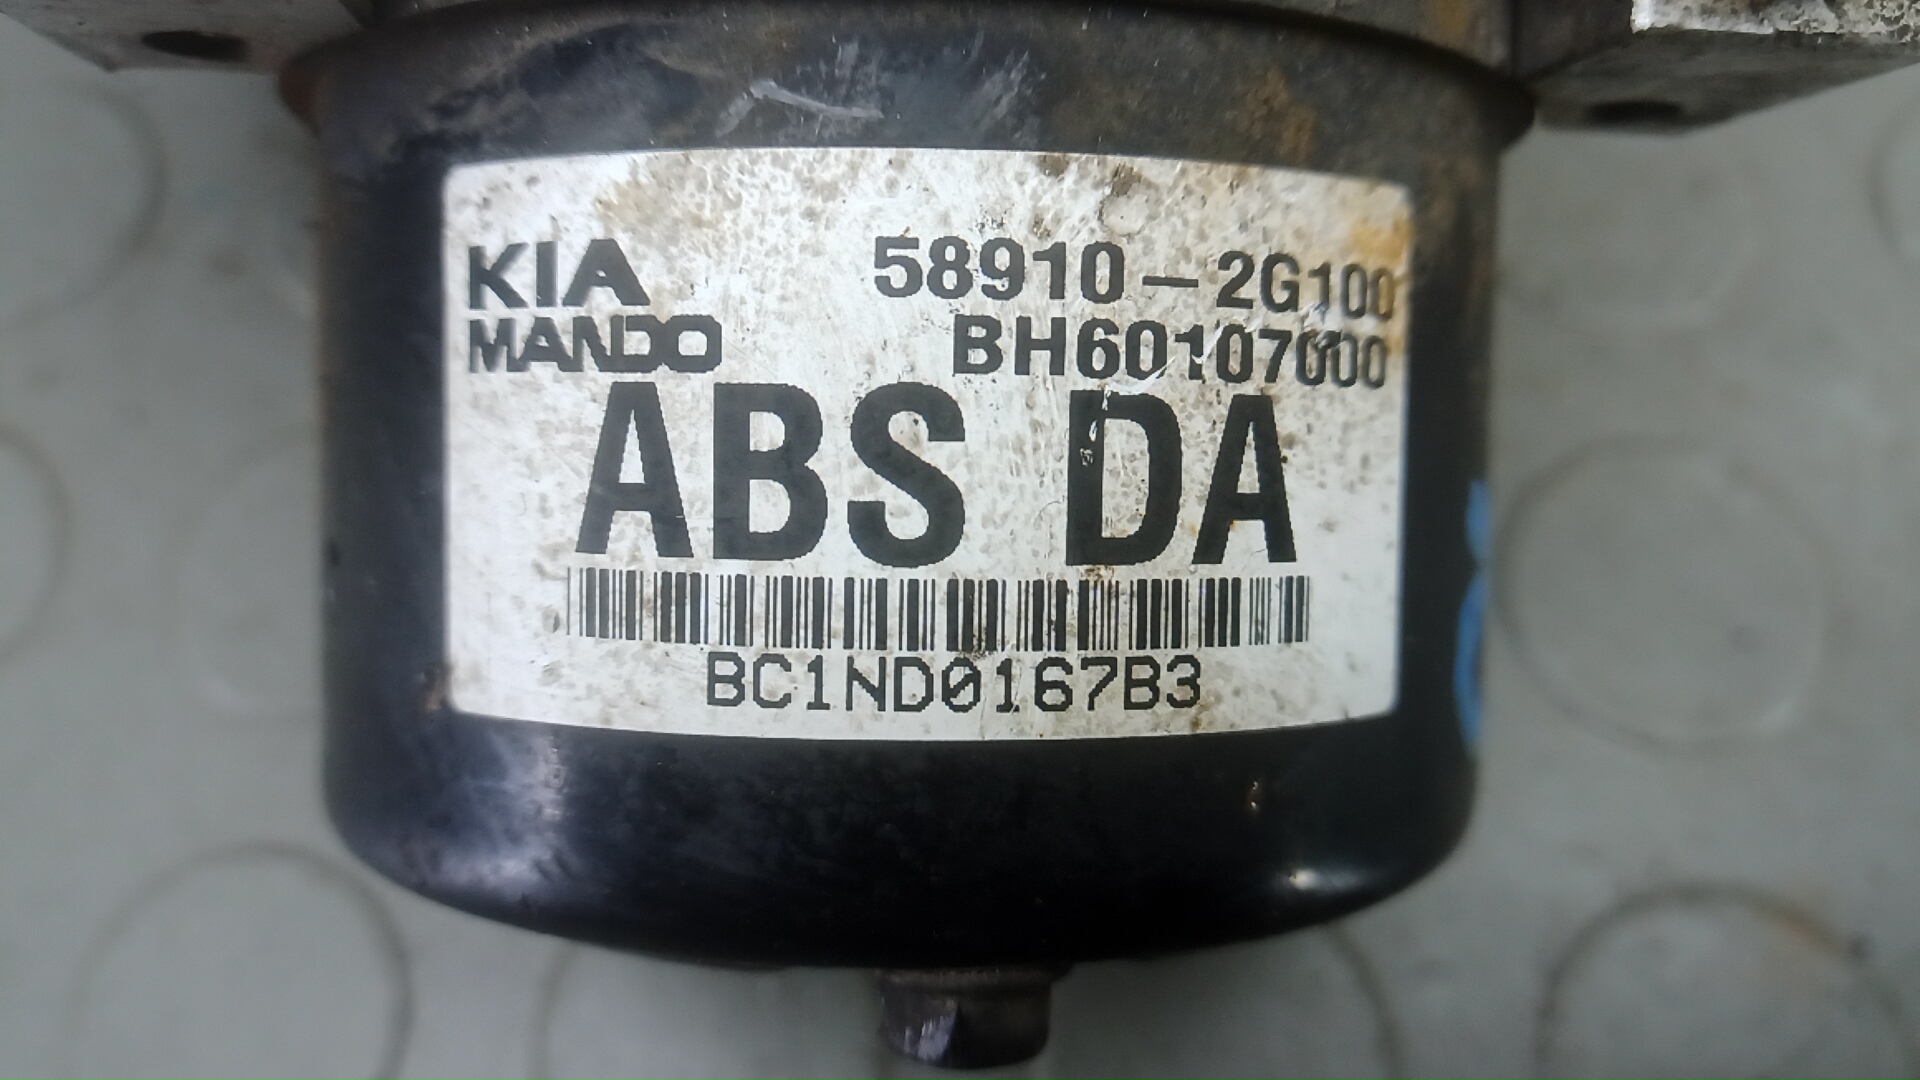 KIA 58910-2G100
MANDO BH60107000
ABS DA
BC1ND0167B3